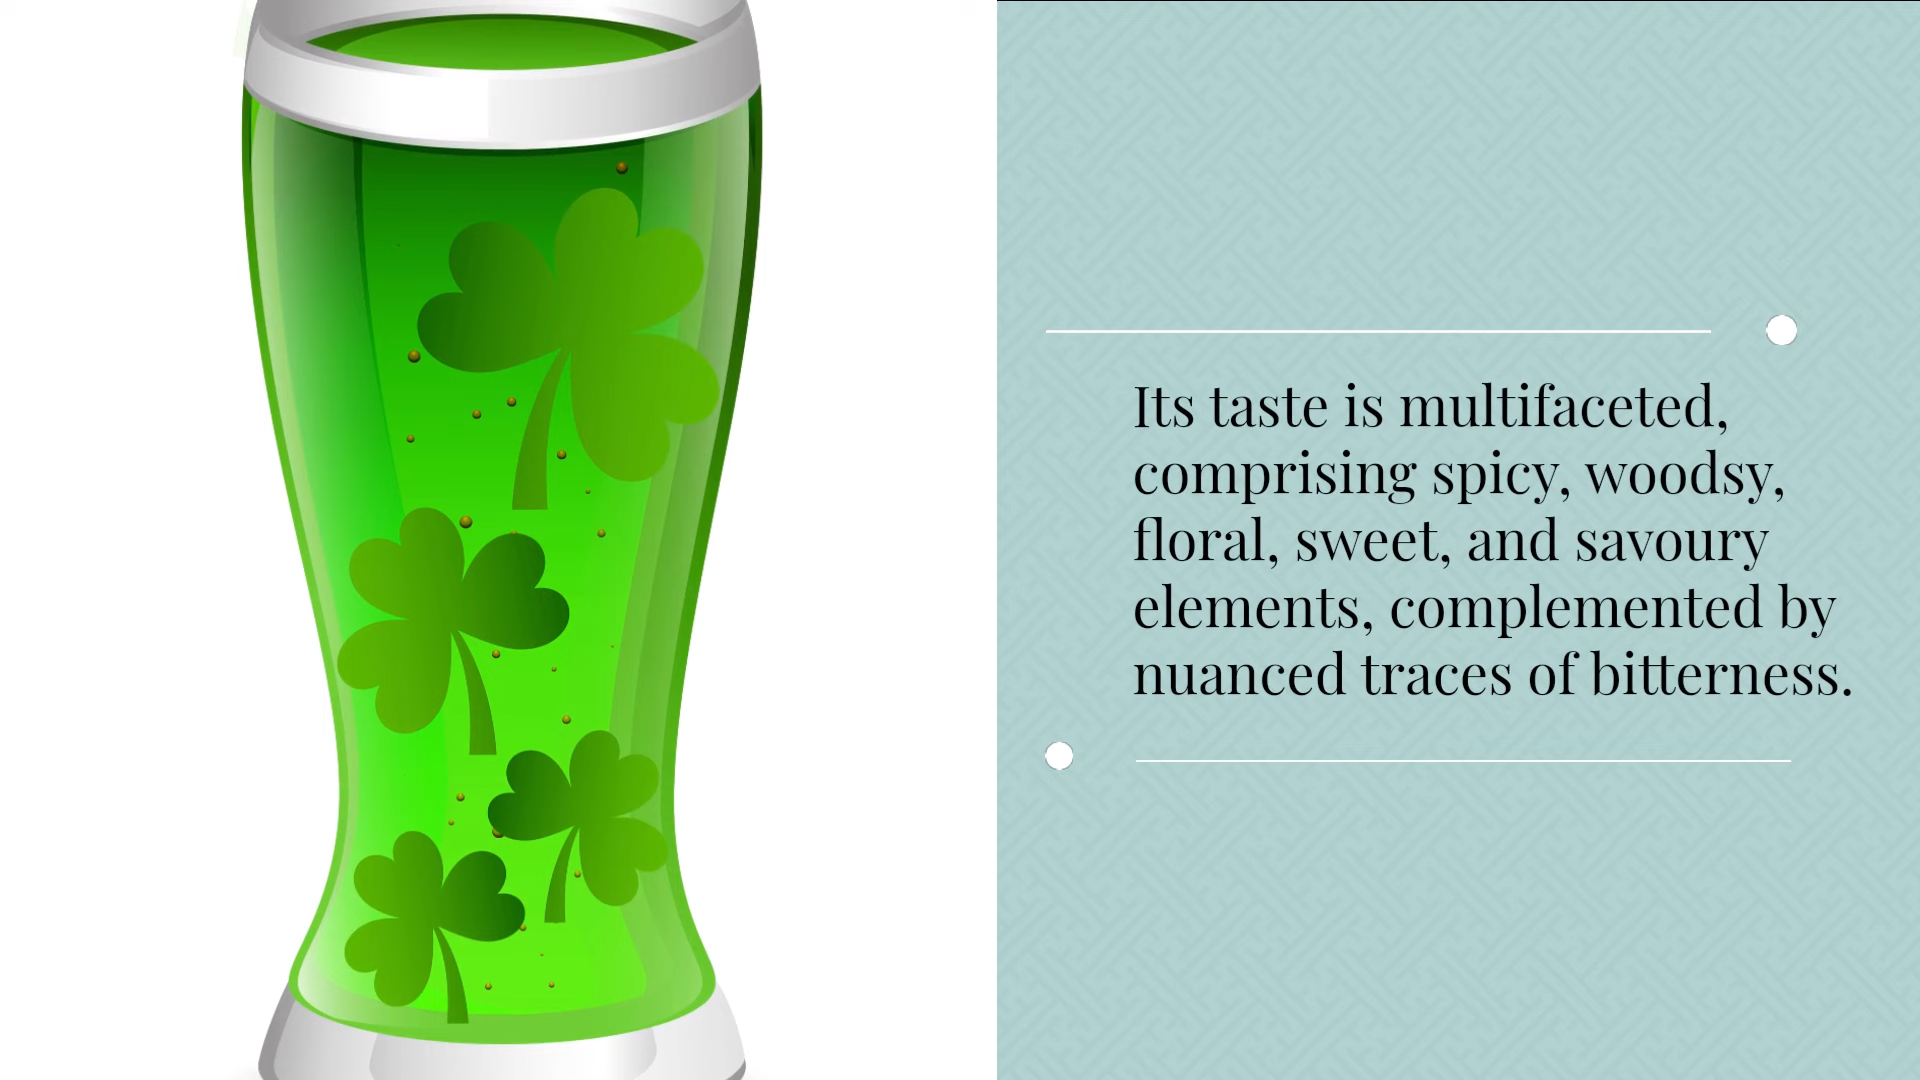 Its taste is multifaceted,
comprising spicy, woodsy,
floral, sweet, and savoury
elements, complemented by
nuanced traces of bitterness.